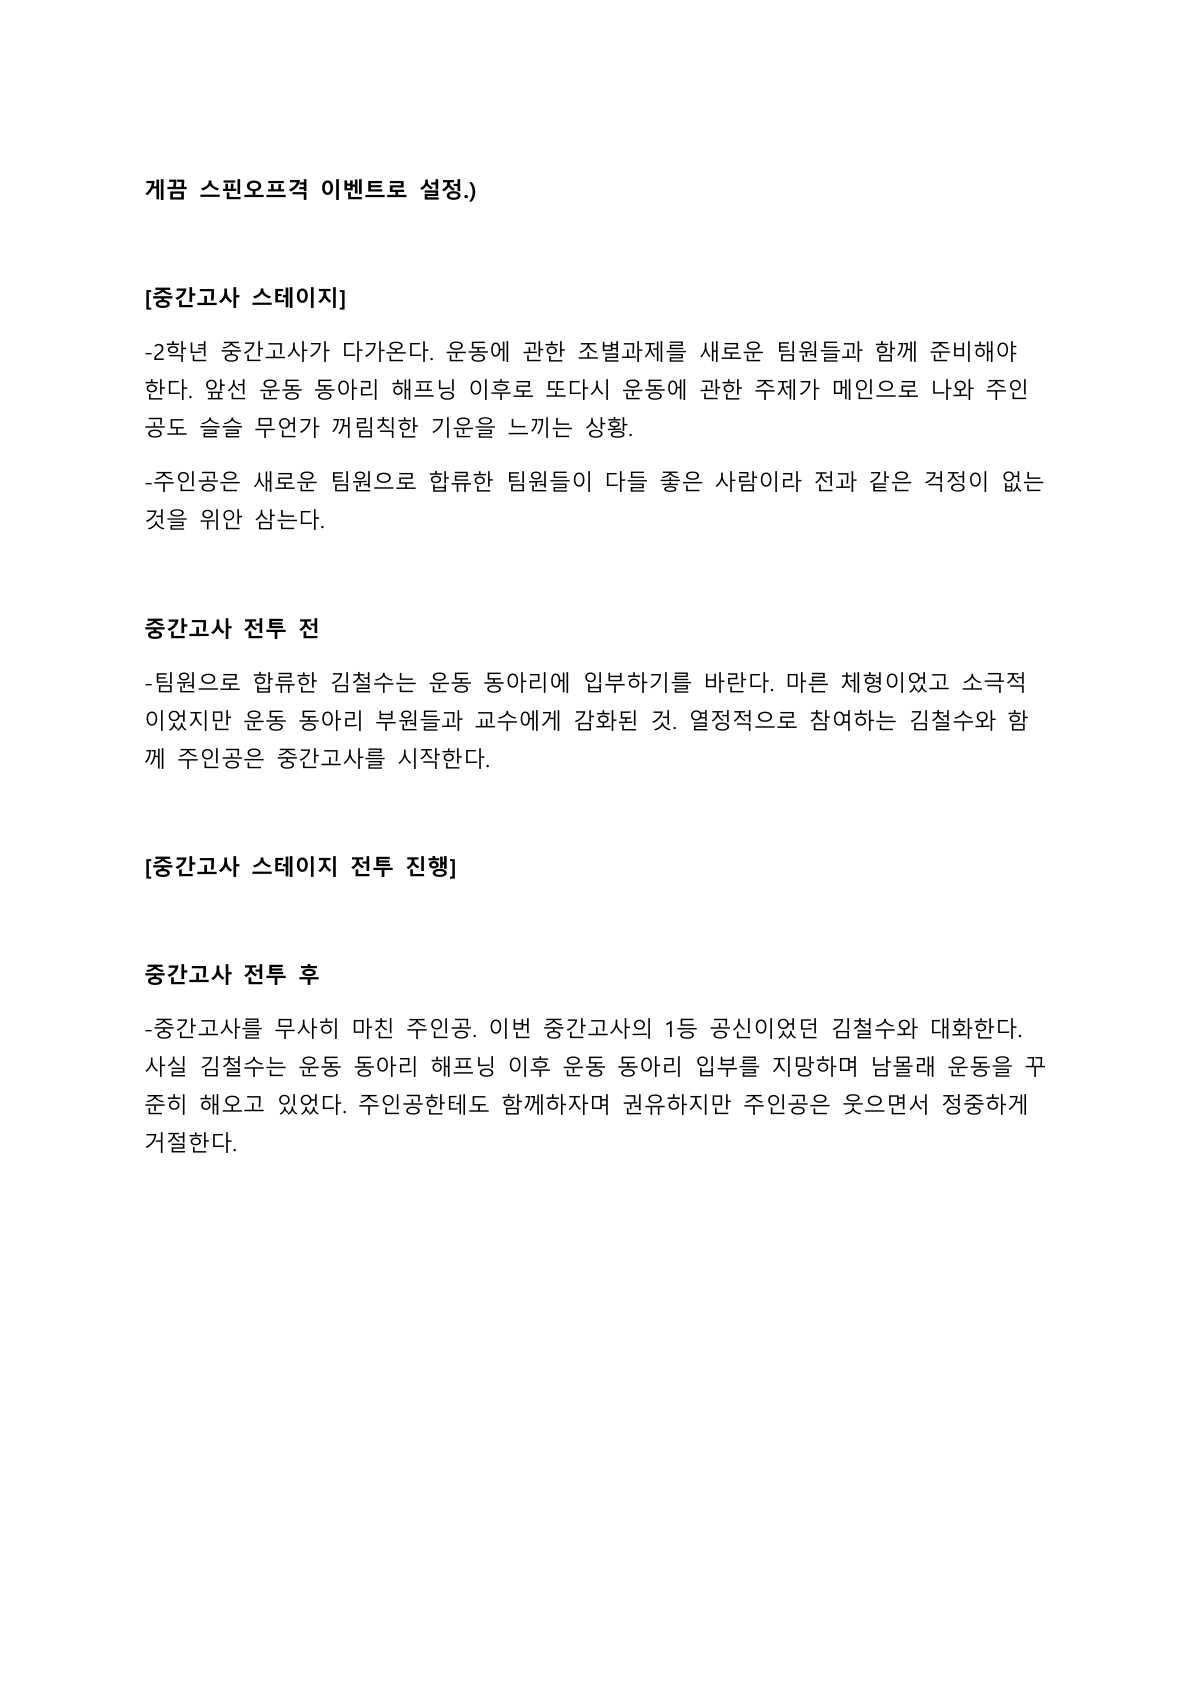 게끔 스핀오프격 이벤트로 설정.)
[중간고사 스테이지]
-2학년 중간고사가 다가온다. 운동에 관한 조별과제를 새로운 팀원들과 함께 준비해야
한다. 앞선 운동 동아리 해프닝 이후로 또다시 운동에 관한 주제가 메인으로 나와 주인
공도 슬슬 무언가 꺼림칙한 기운을 느끼는 상황.
-주인공은 새로운 팀원으로 합류한 팀원들이 다들 좋은 사람이라 전과 같은 걱정이 없는
것을 위안 삼는다.
중간고사 전투 전
-팀원으로 합류한 김철수는 운동 동아리에 입부하기를 바란다. 마른 체형이었고 소극적
이었지만 운동 동아리 부원들과 교수에게 감화된 것. 열정적으로 참여하는 김철수와 함
께 주인공은 중간고사를 시작한다.
[중간고사 스테이지 전투 진행]
중간고사 전투 후
-중간고사를 무사히 마친 주인공. 이번 중간고사의 1등 공신이었던 김철수와 대화한다.
사실 김철수는 운동 동아리 해프닝 이후 운동 동아리 입부를 지망하며 남몰래 운동을 꾸
준히 해오고 있었다. 주인공한테도 함께하자며 권유하지만 주인공은 웃으면서 정중하게
거절한다.